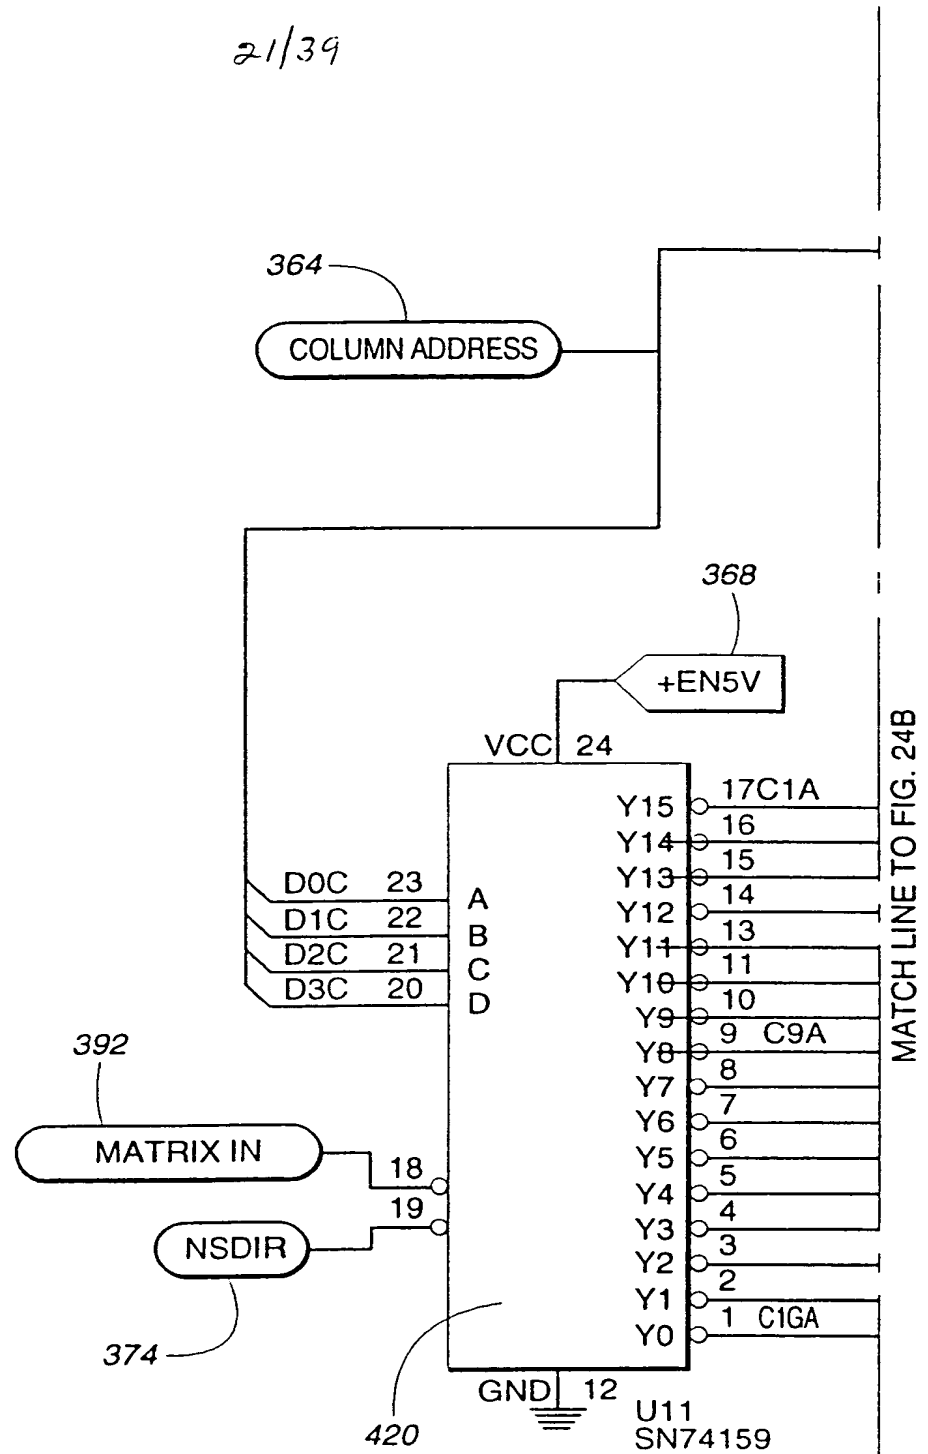 21/39
364
COLUMN ADDRESS
368
+EN5V
VCC 24
Y15 17 C1A
Y14 16
Y13 15
D0C 23 A
Y12 14
D1C 22 B
Y11 13
D2C 21 C
Y10 11
D3C 20 D
Y9 10
Y8 9 C9A
392
Y7 8
MATRIX IN
Y6 7
Y5 6
18
Y4 5
19
Y3 4
NSDIR
Y2 3
Y1 2
Y0 1 C1GA
374
GND 12
420
U11
SN74159
MATCH LINE TO FIG. 24B